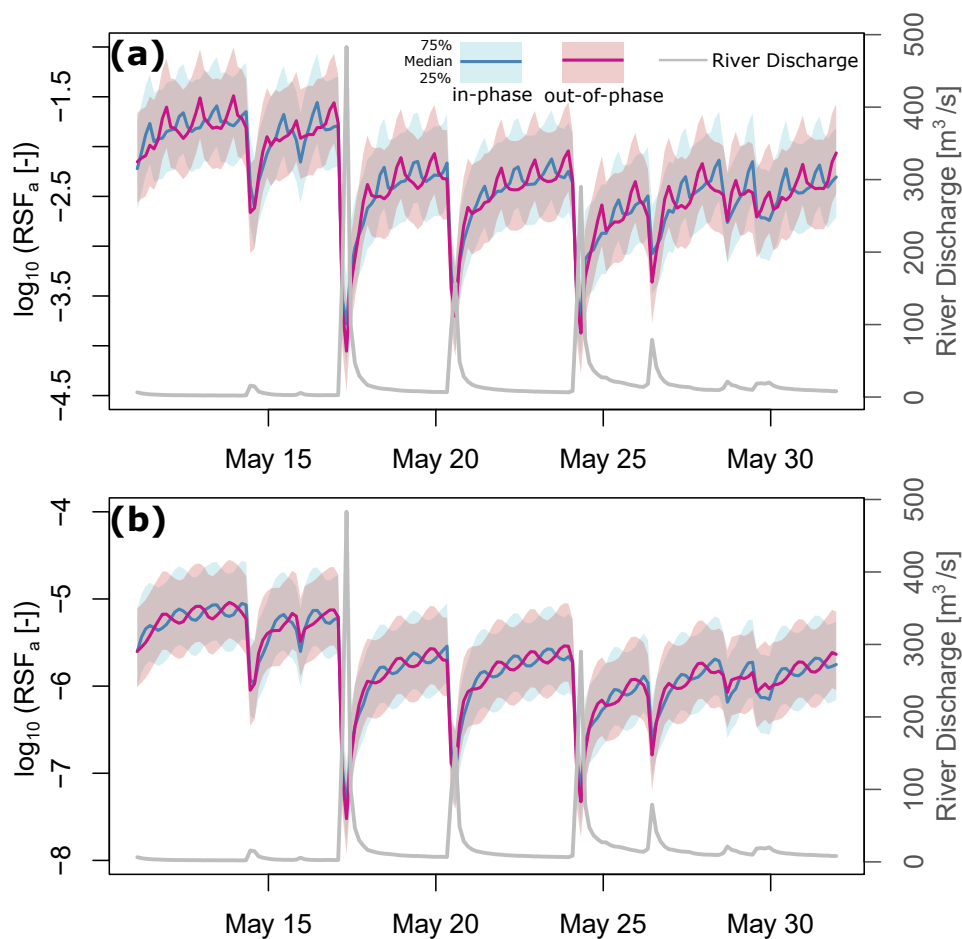 (a)
75%
Median
25%
in-phase
out-of-phase
River Discharge
log₁₀ (RSFₐ [-])
−1.5
−2.5
−3.5
−4.5
500
400
300
200
100
0
River Discharge [m³/s]
May 15
May 20
May 25
May 30
(b)
log₁₀ (RSFₐ [-])
−4
−5
−6
−7
−8
500
400
300
200
100
0
River Discharge [m³/s]
May 15
May 20
May 25
May 30